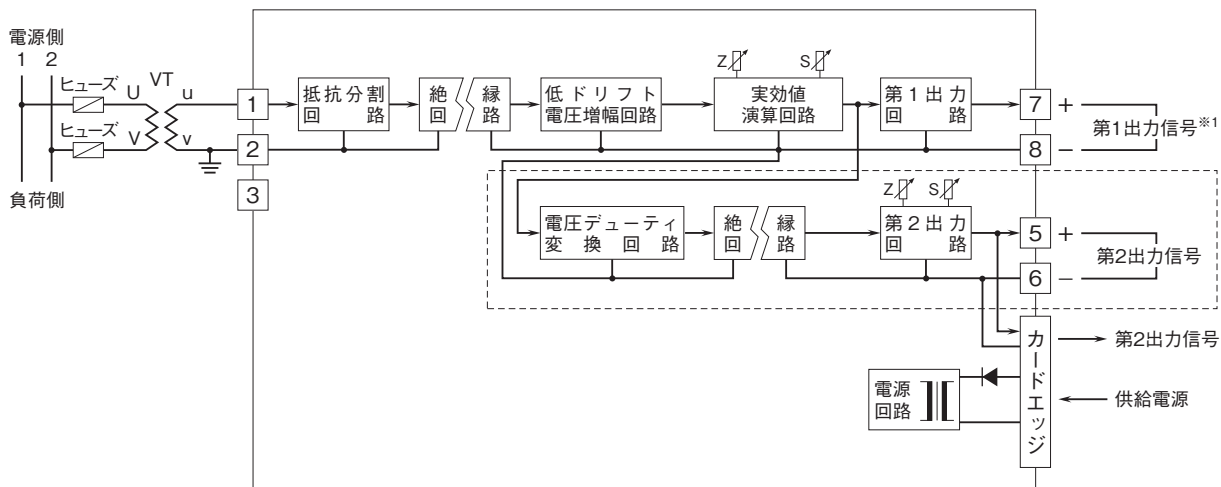 電源側
1 2
ヒューズ
U VT u
ヒューズ
V v
負荷側
1
2
3
抵抗分割
回路
絶縁
回路
低ドリフト
電圧増幅回路
Z S
実効値
演算回路
第1出力
回路
7 +
8 −
第1出力信号※1
電圧デューティ
変換回路
絶縁
回路
Z S
第2出力
回路
5 +
6 −
第2出力信号
カードエッジ
第2出力信号
供給電源
電源
回路